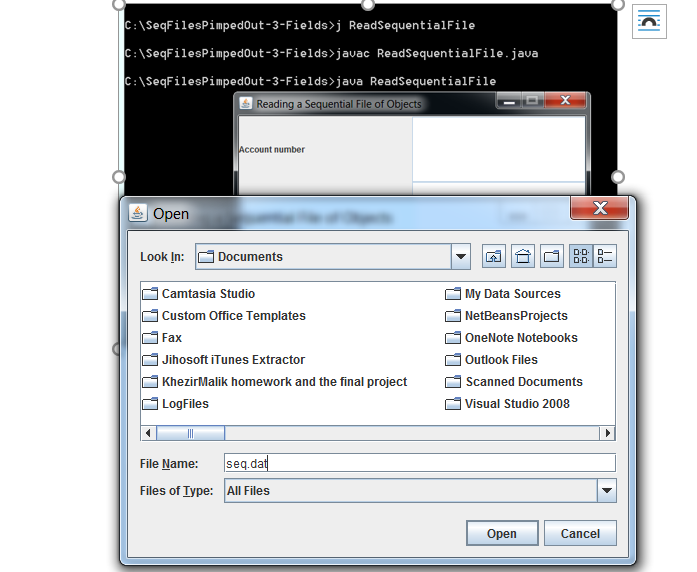 C:\SeqFilesPimpedOut-3-Fields>j ReadSequentialFile
C:\SeqFilesPimpedOut-3-Fields>javac ReadSequentialFile.java
C:\SeqFilesPimpedOut-3-Fields>java ReadSequentialFile
Reading a Sequential File of Objects
Account number
Open
Look In: Documents
Camtasia Studio My Data Sources
Custom Office Templates NetBeansProjects
Fax OneNote Notebooks
Jihosoft iTunes Extractor Outlook Files
KhezirMalik homework and the final project Scanned Documents
LogFiles Visual Studio 2008
File Name: seq.dat
Files of Type: All Files
Open Cancel